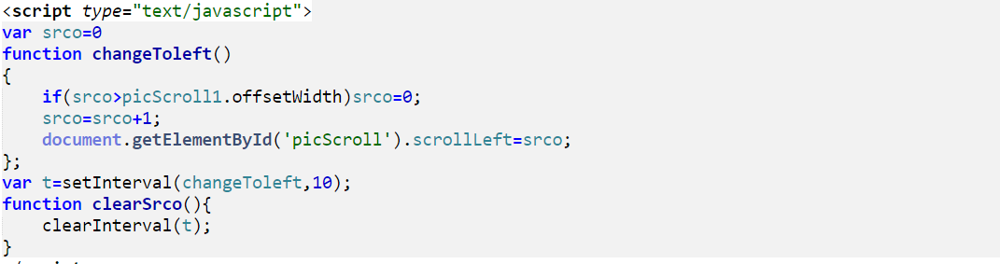 <script type="text/javascript">
var srco=0
function changeToleft()
{
    if(srco>picScroll1.offsetWidth)srco=0;
    srco=srco+1;
    document.getElementById('picScroll').scrollLeft=srco;
};
var t=setInterval(changeToleft,10);
function clearSrco(){
    clearInterval(t);
}